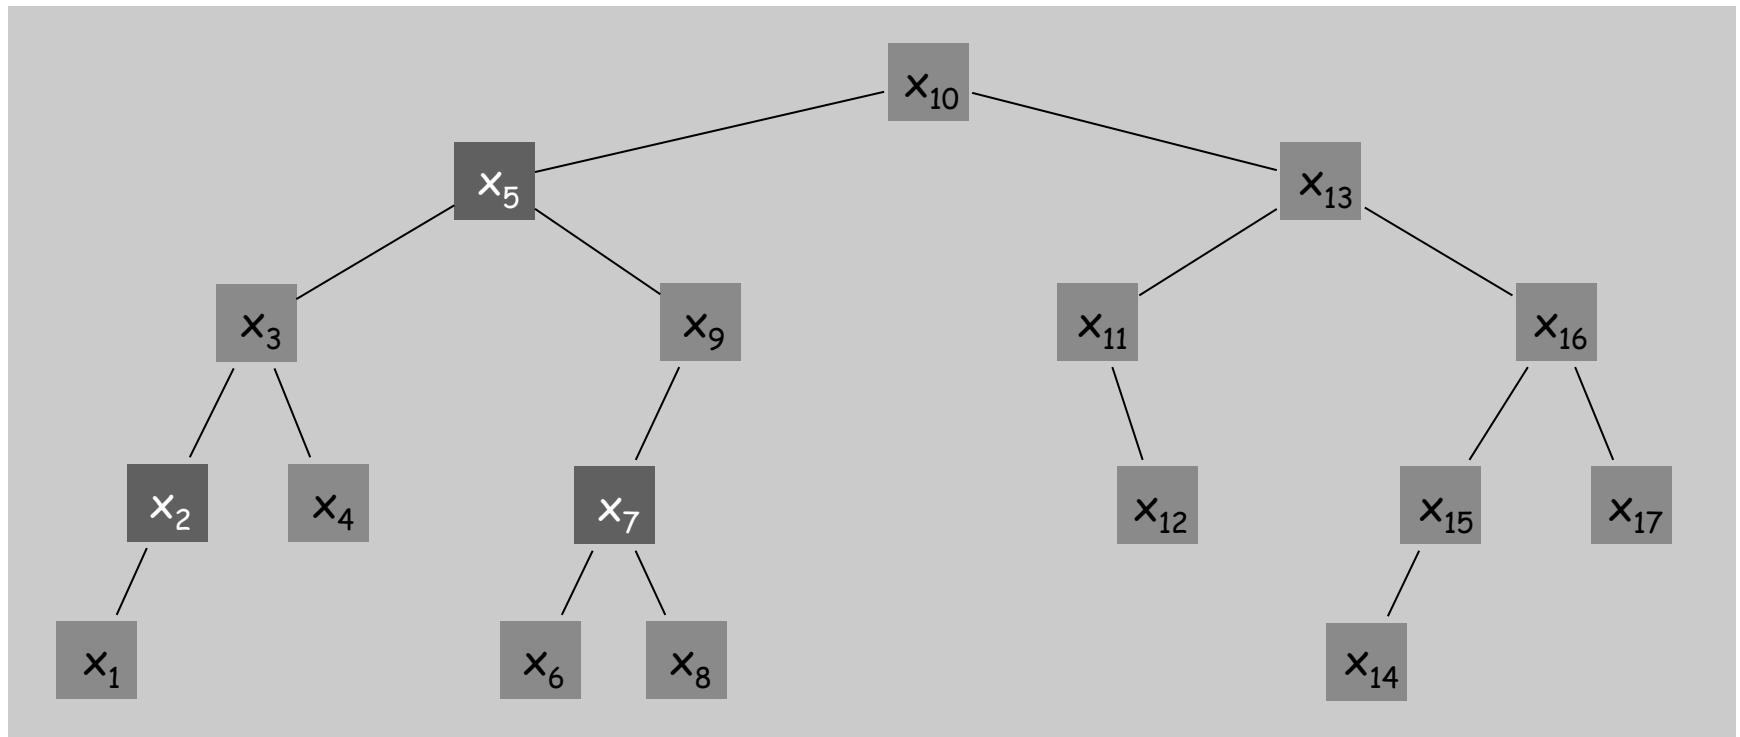 x₁₀
x₅ x₁₃
x₃ x₉ x₁₁ x₁₆
x₂ x₄ x₇ x₁₂ x₁₅ x₁₇
x₁ x₆ x₈ x₁₄